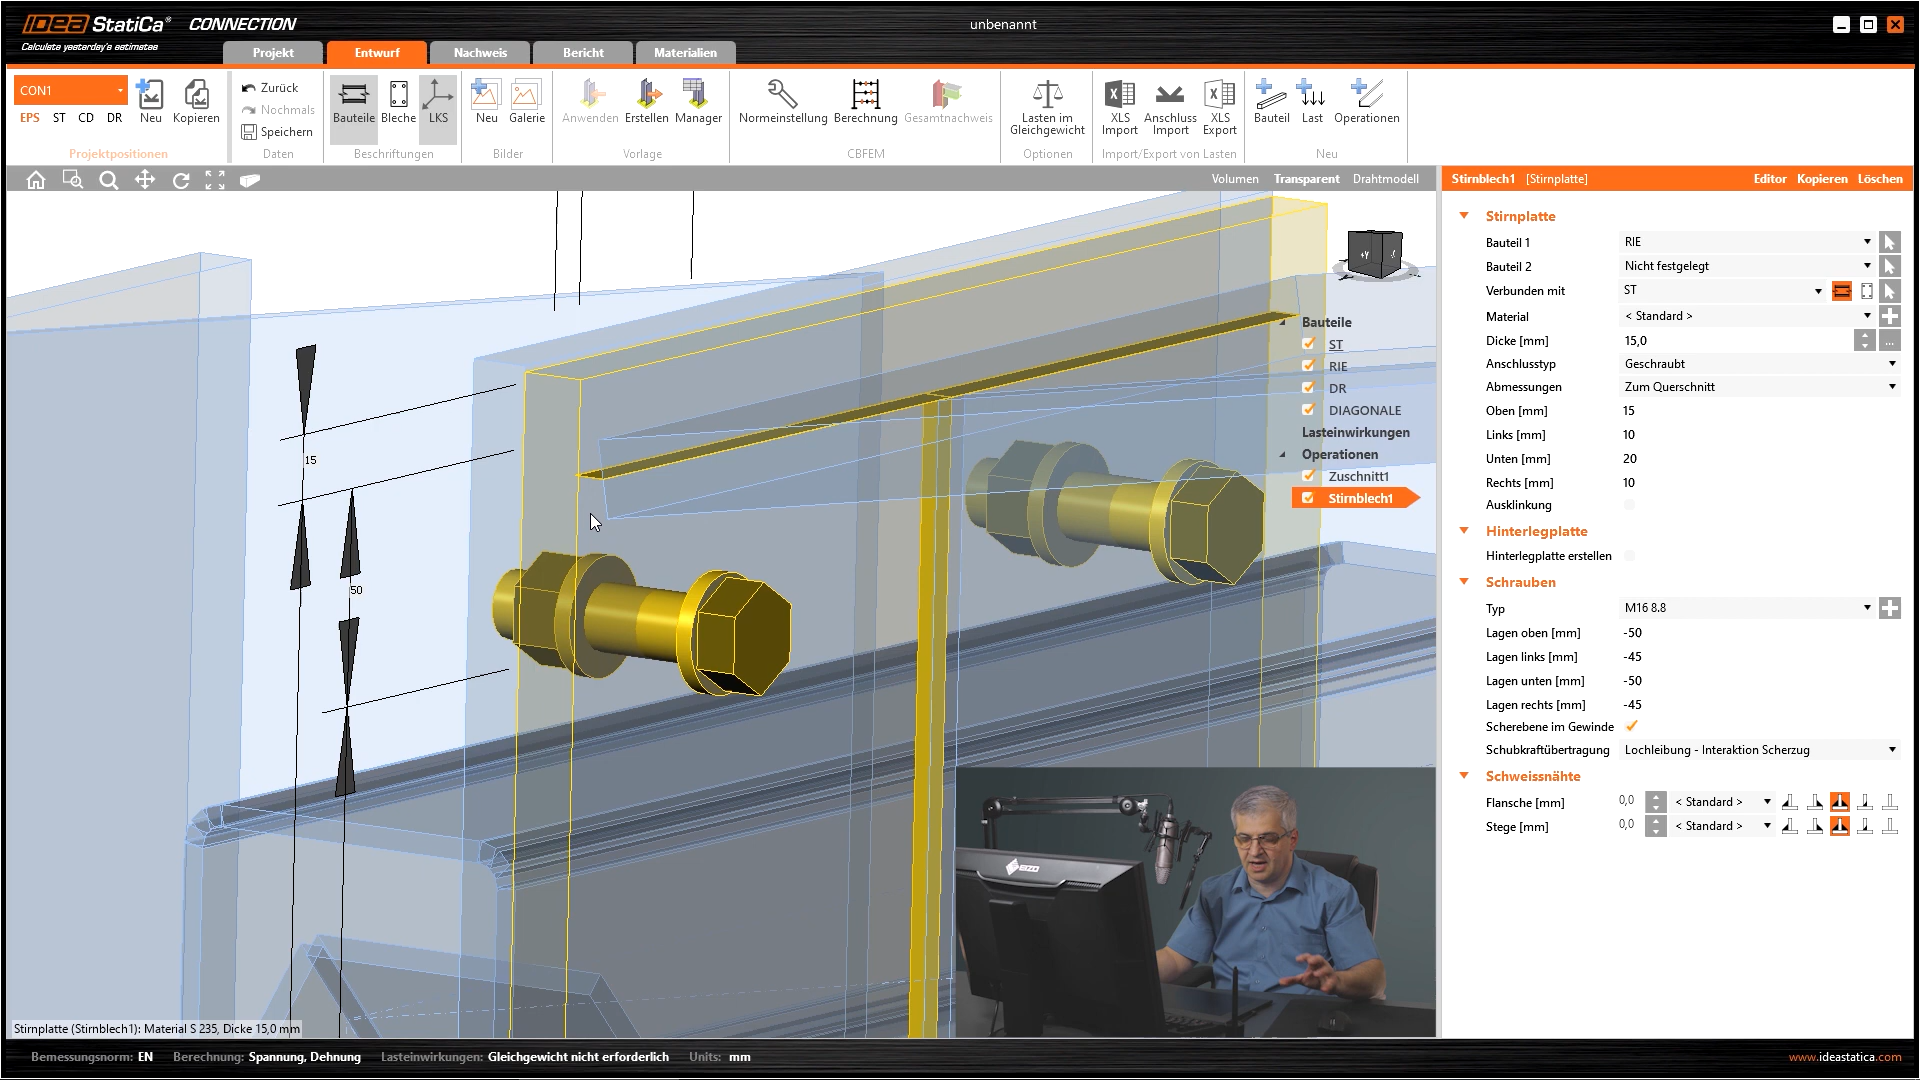 IDEA StatiCa® CONNECTION
Calculate yesterday's estimates
unbenannt
Projekt Entwurf Nachweis Bericht Materialien
CON1
EPS ST CD DR
Neu Kopieren
Projektpositionen
Zurück
Nochmals
Speichern
Daten
Bauteile Bleche LKS
Beschriftungen
Neu Galerie
Bilder
Anwenden Erstellen Manager
Vorlage
Normeinstellung Berechnung Gesamtnachweis
CBFEM
Lasten im Gleichgewicht
Optionen
XLS Import
Anschluss Import
XLS Export
Import/Export von Lasten
Bauteil Last Operationen
Neu
Volumen Transparent Drahtmodell
+Y
15
50
Bauteile
ST
RIE
DR
DIAGONALE
Lasteinwirkungen
Operationen
Zuschnitt1
Stirnblech1
EIZO
Stirnplatte (Stirnblech1): Material S 235, Dicke 15,0 mm
Stirnblech1 [Stirnplatte] Editor Kopieren Löschen
Stirnplatte
Bauteil 1 RIE
Bauteil 2 Nicht festgelegt
Verbunden mit ST
Material < Standard >
Dicke [mm] 15,0 ...
Anschlusstyp Geschraubt
Abmessungen Zum Querschnitt
Oben [mm] 15
Links [mm] 10
Unten [mm] 20
Rechts [mm] 10
Ausklinkung
Hinterlegplatte
Hinterlegplatte erstellen
Schrauben
Typ M16 8.8
Lagen oben [mm] -50
Lagen links [mm] -45
Lagen unten [mm] -50
Lagen rechts [mm] -45
Scherebene im Gewinde
Schubkraftübertragung Lochleibung - Interaktion Scherzug
Schweissnähte
Flansche [mm] 0,0 < Standard >
Stege [mm] 0,0 < Standard >
Bemessungsnorm: EN Berechnung: Spannung, Dehnung Lasteinwirkungen: Gleichgewicht nicht erforderlich Units: mm
www.ideastatica.com